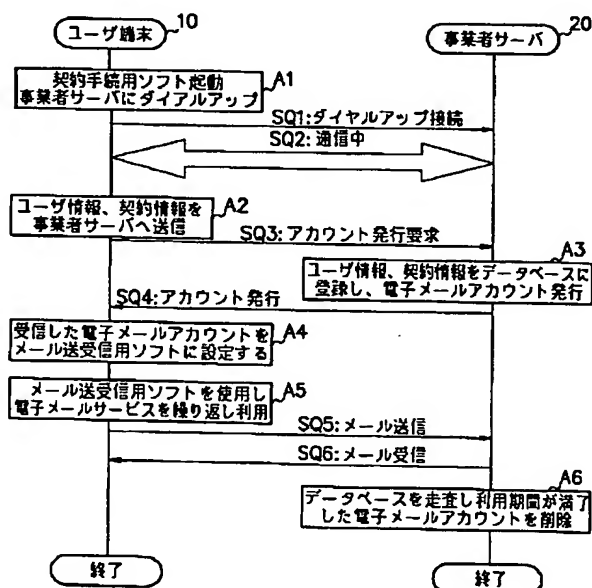 ユーザ端末
10
事業者サーバ
20
契約手続用ソフト起動
事業者サーバにダイアルアップ
A1
SQ1:ダイヤルアップ接続
SQ2:通信中
ユーザ情報、契約情報を
事業者サーバへ送信
A2
SQ3:アカウント発行要求
A3
ユーザ情報、契約情報をデータベースに
登録し、電子メールアカウント発行
SQ4:アカウント発行
受信した電子メールアカウントを
メール送受信用ソフトに設定する
A4
メール送受信用ソフトを使用し
電子メールサービスを繰り返し利用
A5
SQ5:メール送信
SQ6:メール受信
A6
データベースを走査し利用期間が満了
した電子メールアカウントを削除
終了
終了